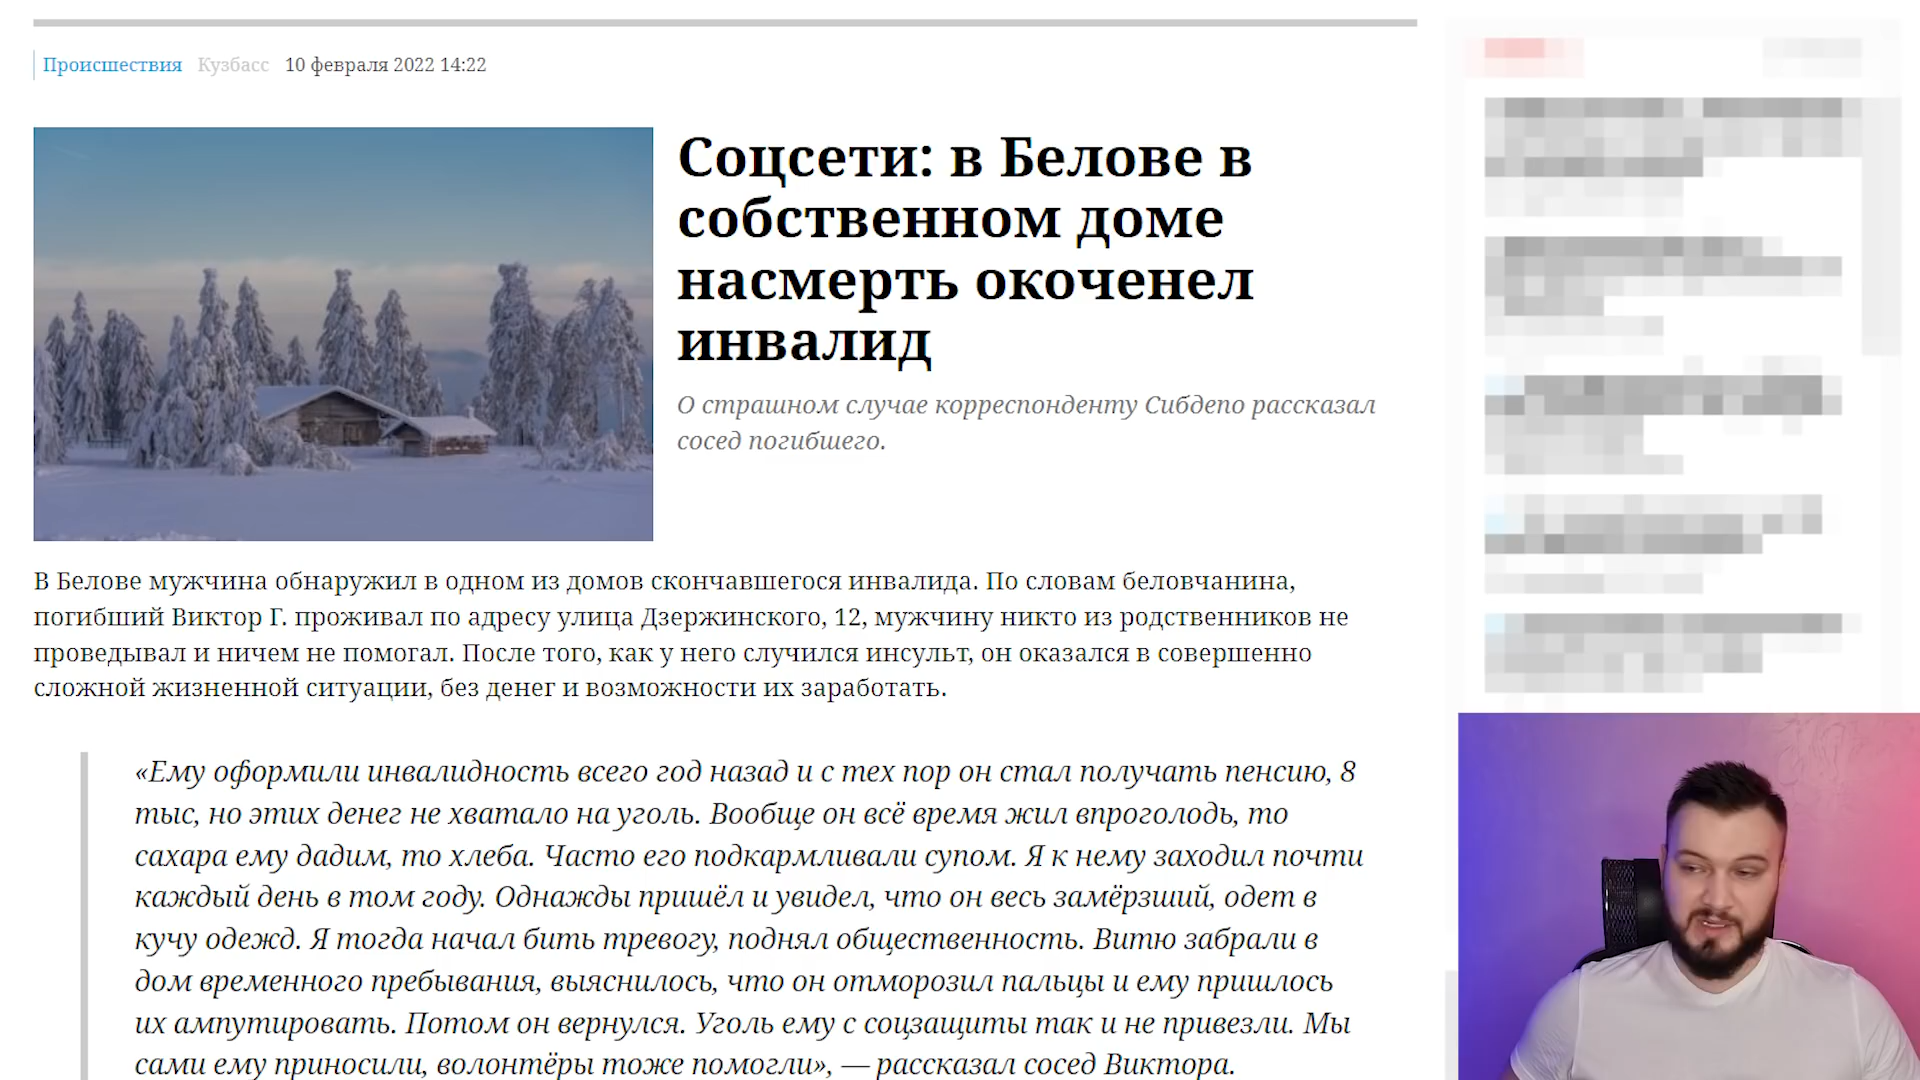 Происшествия Кузбасс 10 февраля 2022 14:22
Соцсети: в Белове в
собственном доме
насмерть окоченел
инвалид
О страшном случае корреспонденту Сибдепо рассказал
сосед погибшего.
В Белове мужчина обнаружил в одном из домов скончавшегося инвалида. По словам беловчанина,
погибший Виктор Г. проживал по адресу улица Дзержинского, 12, мужчину никто из родственников не
проведывал и ничем не помогал. После того, как у него случился инсульт, он оказался в совершенно
сложной жизненной ситуации, без денег и возможности их заработать.
«Ему оформили инвалидность всего год назад и с тех пор он стал получать пенсию, 8
тыс, но этих денег не хватало на уголь. Вообще он всё время жил впроголодь, то
сахара ему дадим, то хлеба. Часто его подкармливали супом. Я к нему заходил почти
каждый день в том году. Однажды пришёл и увидел, что он весь замёрзший, одет в
кучу одежд. Я тогда начал бить тревогу, поднял общественность. Витю забрали в
дом временного пребывания, выяснилось, что он отморозил пальцы и ему пришлось
их ампутировать. Потом он вернулся. Уголь ему с соцзащиты так и не привезли. Мы
сами ему приносили, волонтёры тоже помогли», — рассказал сосед Виктора.